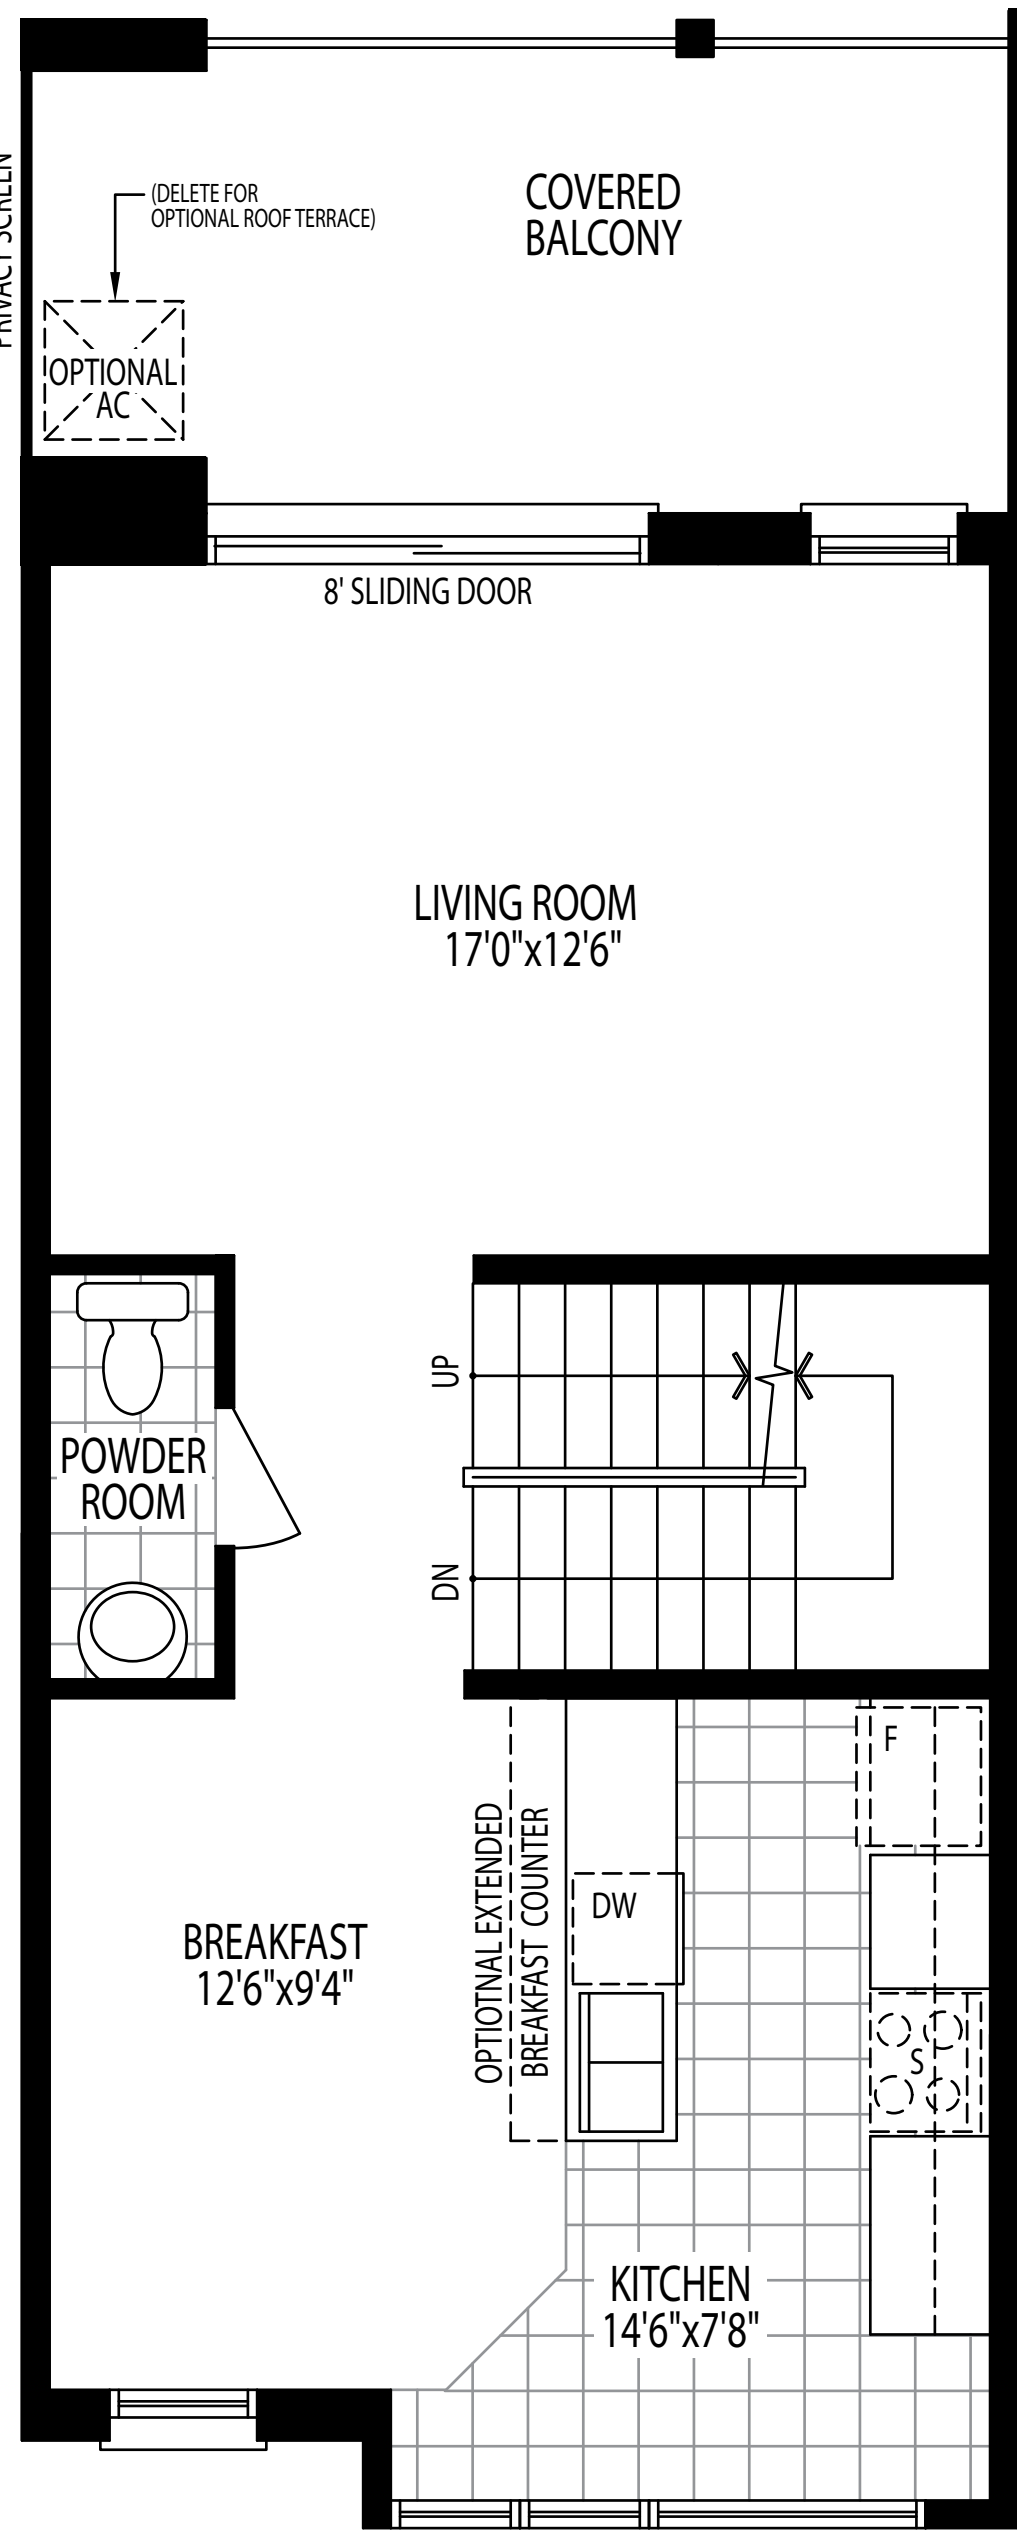 PRIVACY SCREEN
(DELETE FOR
OPTIONAL ROOF TERRACE)
COVERED
BALCONY
OPTIONAL
AC
8' SLIDING DOOR
LIVING ROOM
17'0"x12'6"
UP
POWDER
ROOM
DN
F
OPTIOTNAL EXTENDED
BREAKFAST COUNTER
DW
BREAKFAST
12'6"x9'4"
S
KITCHEN
14'6"x7'8"